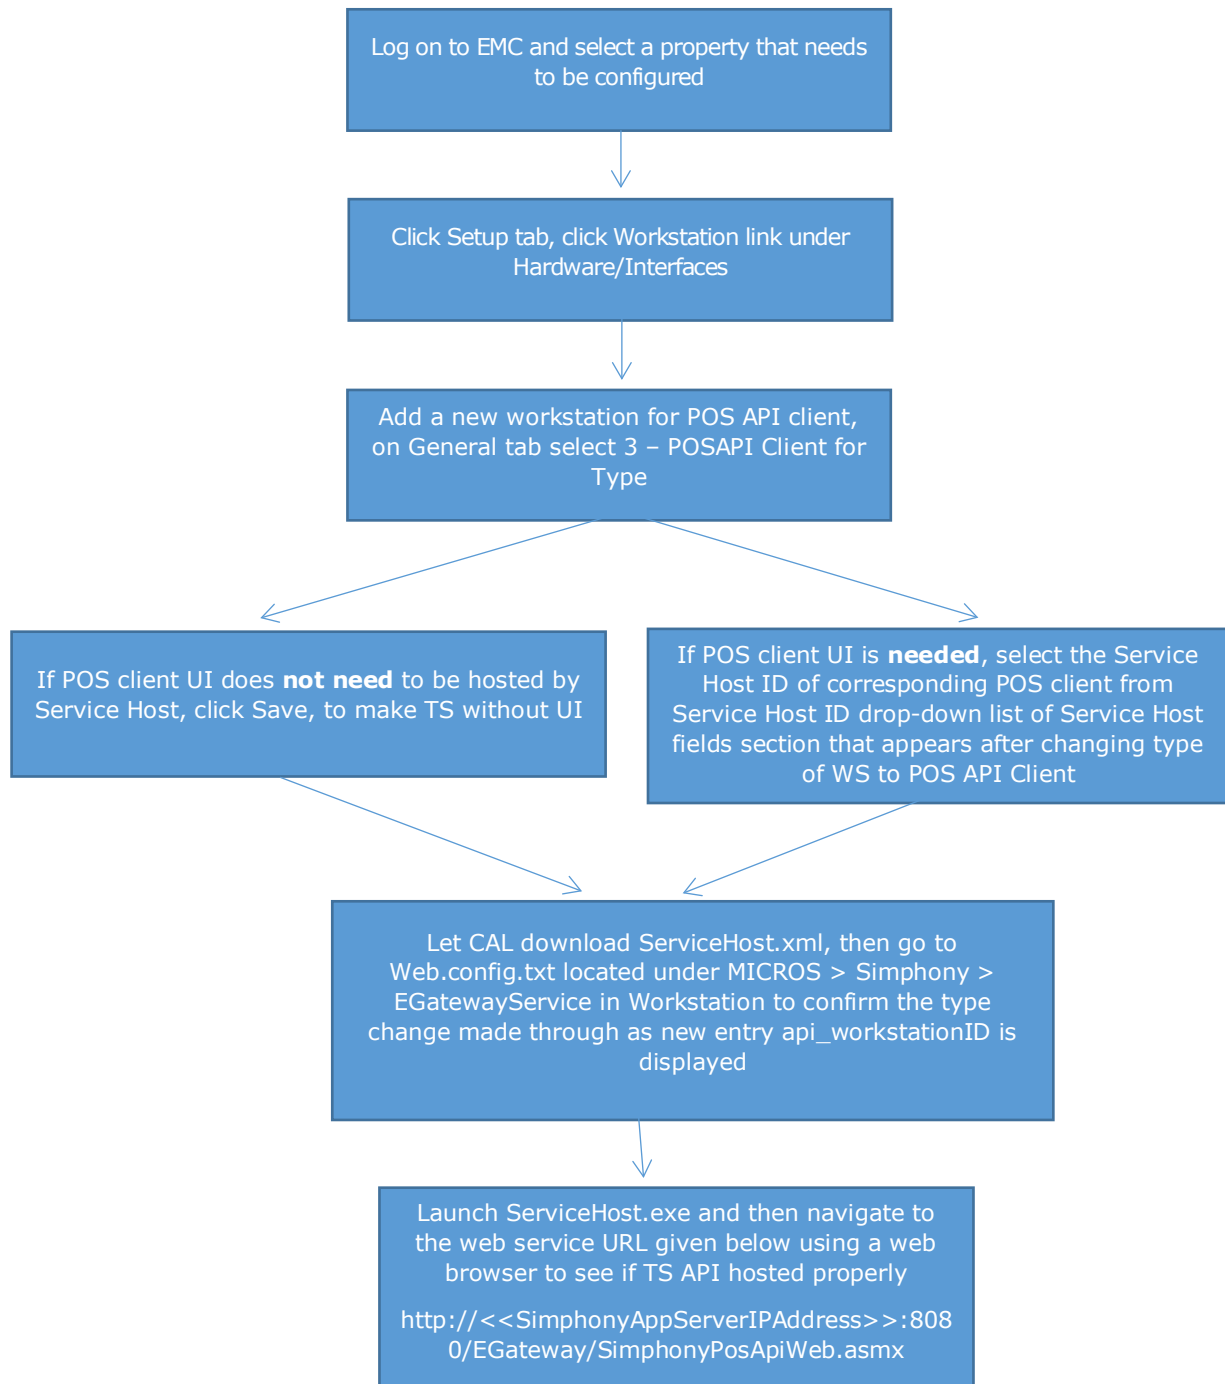 Log on to EMC and select a property that needs
to be configured
Click Setup tab, click Workstation link under
Hardware/Interfaces
Add a new workstation for POS API client,
on General tab select 3 – POSAPI Client for
Type
If POS client UI does not need to be hosted by
Service Host, click Save, to make TS without UI
If POS client UI is needed, select the Service
Host ID of corresponding POS client from
Service Host ID drop-down list of Service Host
fields section that appears after changing type
of WS to POS API Client
Let CAL download ServiceHost.xml, then go to
Web.config.txt located under MICROS > Simphony >
EGatewayService in Workstation to confirm the type
change made through as new entry api_workstationID is
displayed
Launch ServiceHost.exe and then navigate to
the web service URL given below using a web
browser to see if TS API hosted properly
http://<<SimphonyAppServerIPAddress>>:808
0/EGateway/SimphonyPosApiWeb.asmx